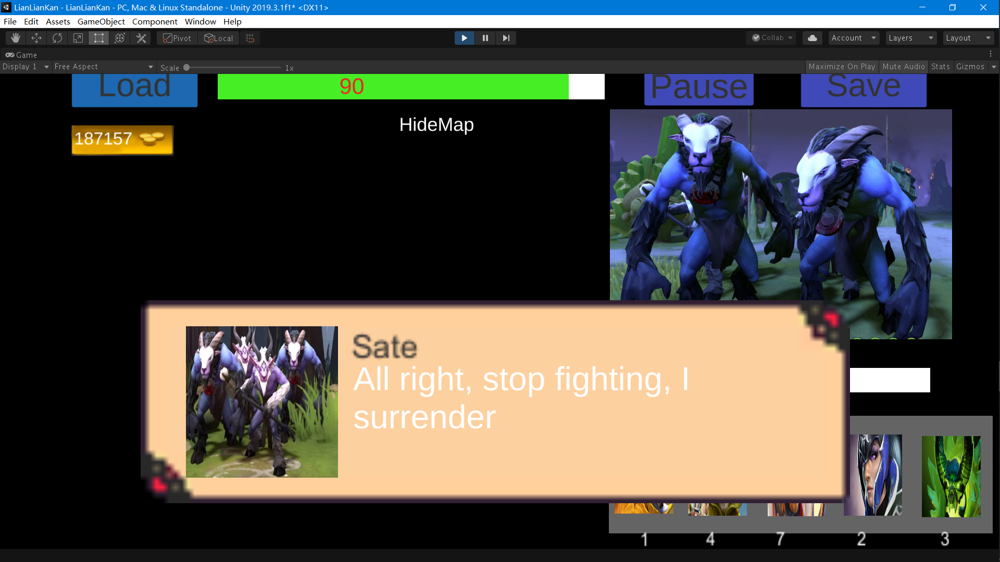 LianLianKan - LianLianKan - PC, Mac & Linux Standalone - Unity 2019.3.1f1* <DX11>
File Edit Assets GameObject Component Window Help
Pivot Local Collab Account Layers Layout
Game
Display 1 Free Aspect Scale 1x Maximize On Play Mute Audio Stats Gizmos
Load 90 Pause Save
HideMap
187157
Sate
All right, stop fighting, I
surrender
1 4 7 2 3